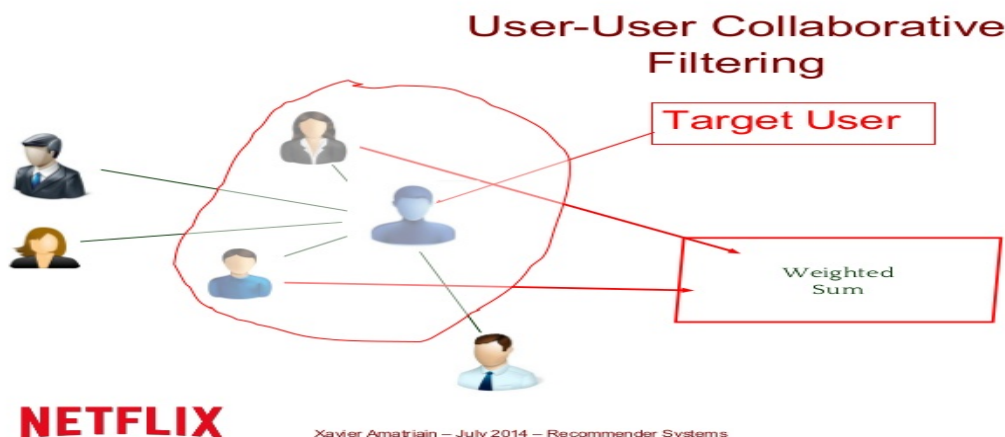 User-User Collaborative
Filtering
Target User
Weighted
Sum
NETFLIX
Xavier Amatriain – July 2014 – Recommender Systems